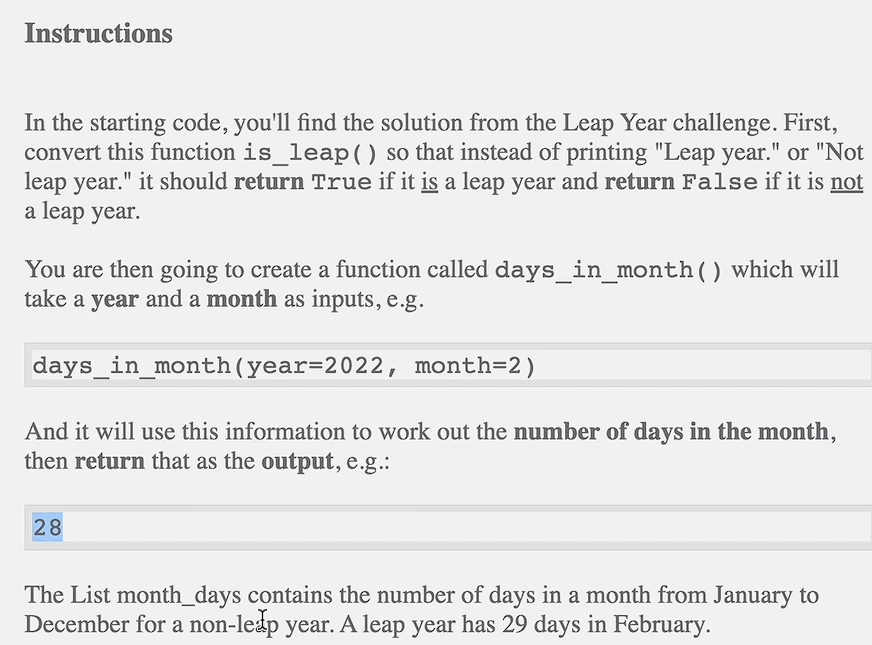 Instructions
In the starting code, you'll find the solution from the Leap Year challenge. First,
convert this function is_leap() so that instead of printing "Leap year." or "Not
leap year." it should return True if it is a leap year and return False if it is not
a leap year.
You are then going to create a function called days_in_month() which will
take a year and a month as inputs, e.g.
days_in_month(year=2022, month=2)
And it will use this information to work out the number of days in the month,
then return that as the output, e.g.:
28
The List month_days contains the number of days in a month from January to
December for a non-leap year. A leap year has 29 days in February.